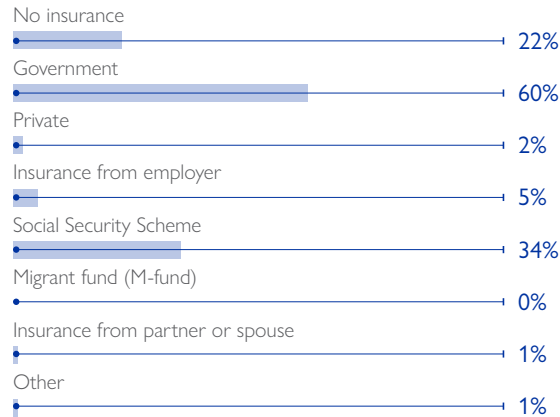 No insurance
22%
Government
60%
Private
2%
Insurance from employer
5%
Social Security Scheme
34%
Migrant fund (M-fund)
0%
Insurance from partner or spouse
1%
Other
1%